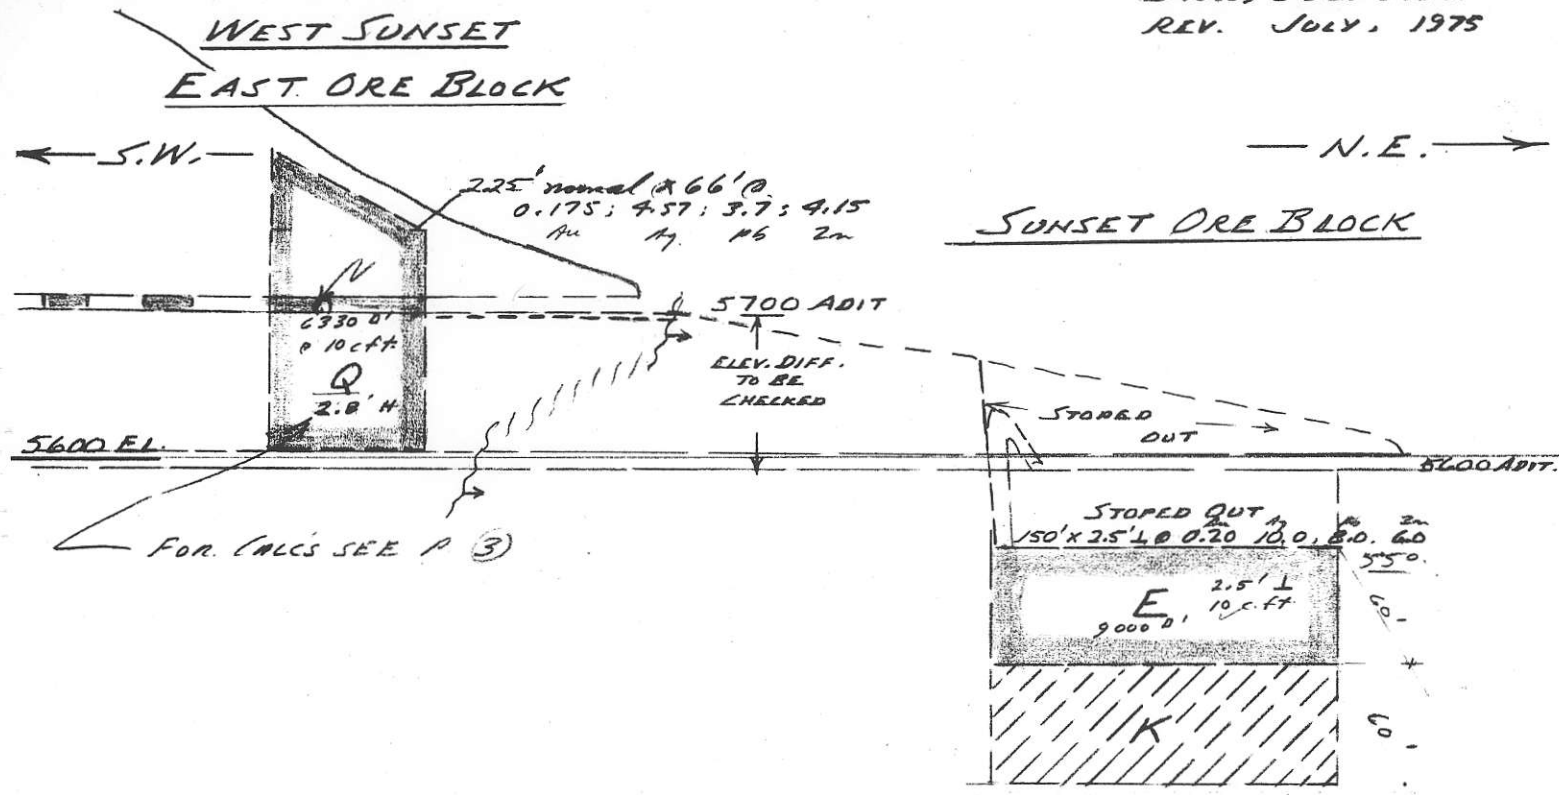 REV. JULY, 1975
WEST SUNSET
EAST ORE BLOCK
S.W.
N.E.
2.25' normal x 66' @
0.175; 4.57; 3.7; 4.15
Au Ag. Pb Zn
SUNSET ORE BLOCK
5700 ADIT
6330 □'
@ 10 cft
Q
2.8' H
ELEV. DIFF.
TO BE
CHECKED
STOPED
OUT
5600 EL.
5600 ADIT.
FOR CALC'S SEE P (3)
STOPED OUT
Ag Pb Zn
150' x 2.5' ⊥ @ 0.20 10.0, 8.0. 6.0
550.
E
2.5' ⊥
10 c.ft
9000 □'
60
K
60